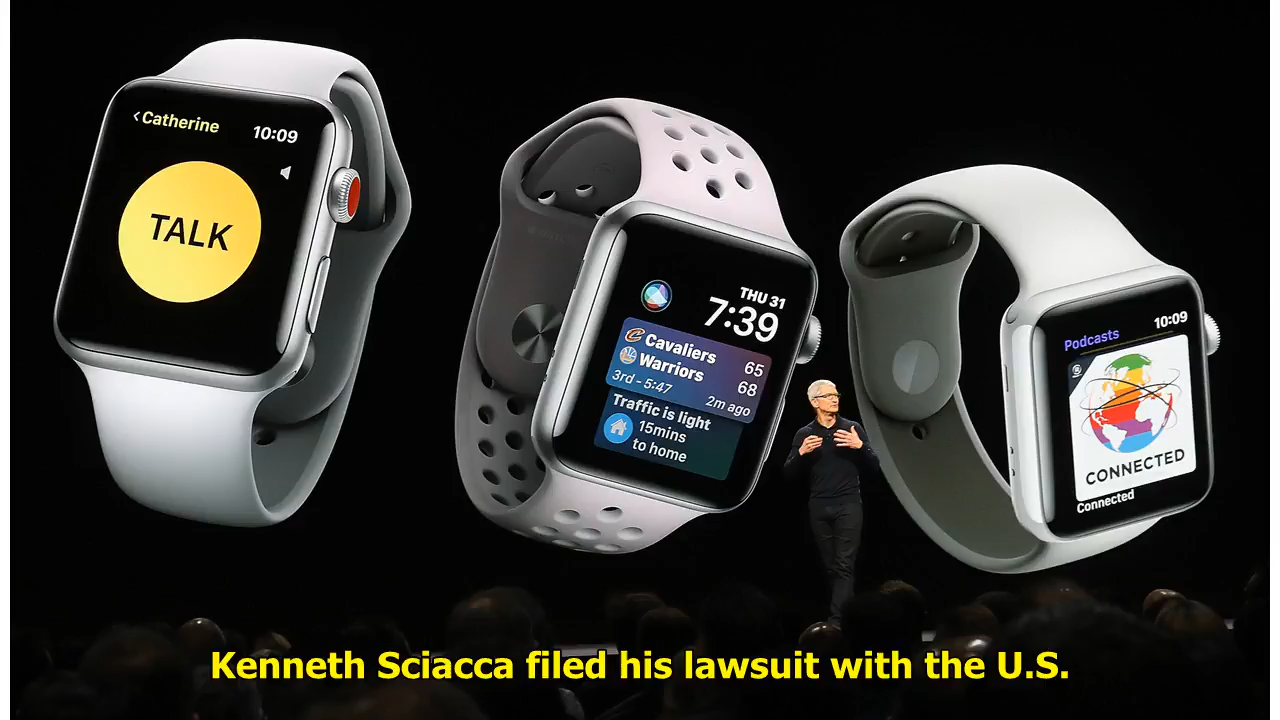 <Catherine
10:09
TALK
THU 31
7:39
Cavaliers 65
Warriors 68
3rd - 5:47 2m ago
Traffic is light
15mins
to home
10:09
Podcasts
CONNECTED
Connected
Kenneth Sciacca filed his lawsuit with the U.S.